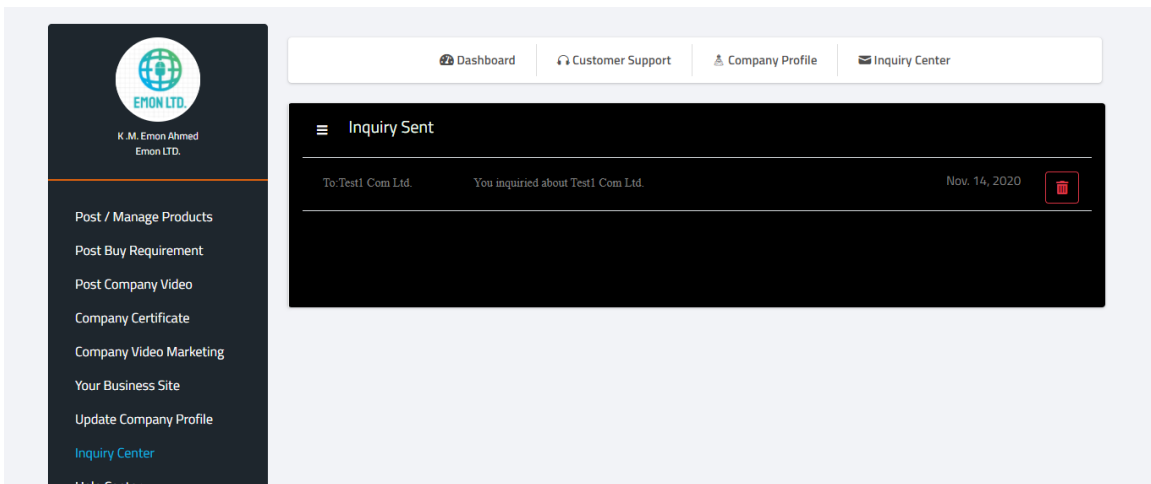 EMON LTD.
K .M. Emon Ahmed
Emon LTD.
Post / Manage Products
Post Buy Requirement
Post Company Video
Company Certificate
Company Video Marketing
Your Business Site
Update Company Profile
Inquiry Center
Dashboard Customer Support Company Profile Inquiry Center
Inquiry Sent
To:Test1 Com Ltd. You inquiried about Test1 Com Ltd. Nov. 14, 2020